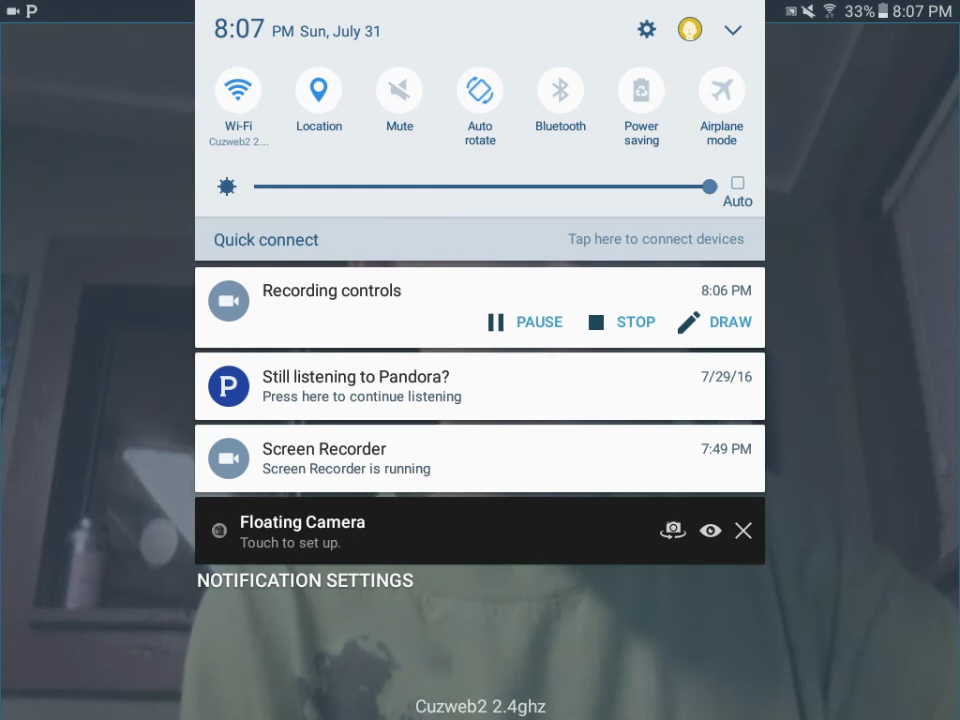 P
33% 8:07 PM
8:07 PM Sun, July 31
Wi-Fi
Cuzweb2 2....
Location
Mute
Auto
rotate
Bluetooth
Power
saving
Airplane
mode
Auto
Quick connect
Tap here to connect devices
Recording controls
8:06 PM
PAUSE STOP DRAW
P
Still listening to Pandora?
7/29/16
Press here to continue listening
Screen Recorder
7:49 PM
Screen Recorder is running
Floating Camera
Touch to set up.
NOTIFICATION SETTINGS
Cuzweb2 2.4ghz